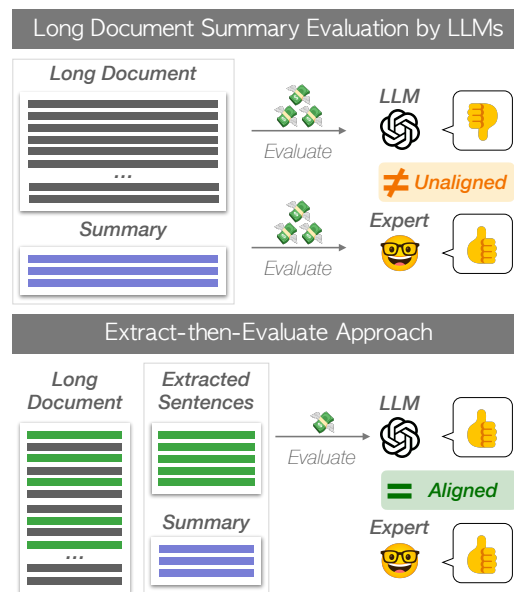 Long Document Summary Evaluation by LLMs
Long Document
...
Summary
Evaluate
Evaluate
LLM
≠ Unaligned
Expert
Extract-then-Evaluate Approach
Long
Document
...
Extracted
Sentences
Summary
Evaluate
LLM
= Aligned
Expert